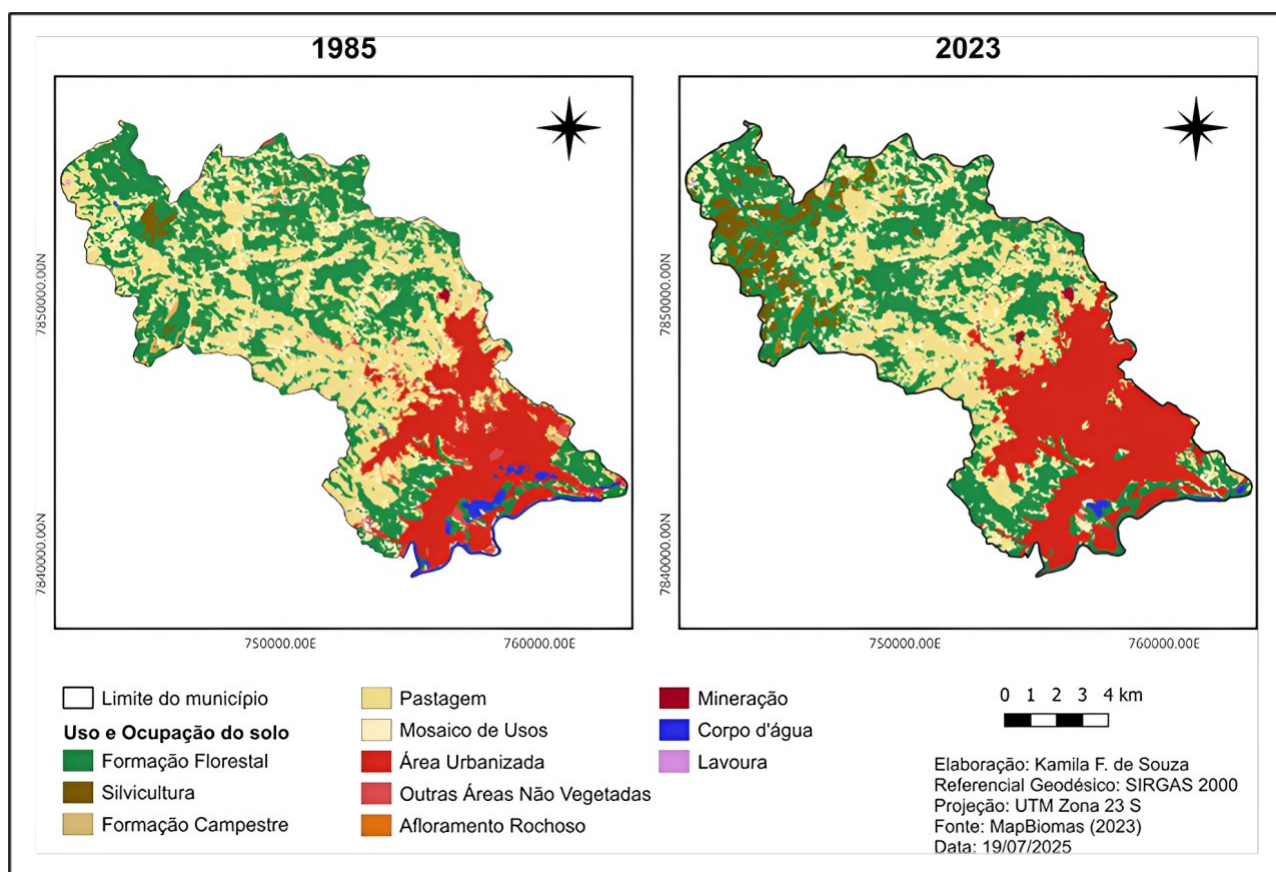 1985
2023
7850000.00N
7840000.00N
750000.00E
760000.00E
7850000.00N
7840000.00N
750000.00E
760000.00E
Limite do município
Uso e Ocupação do solo
Formação Florestal
Silvicultura
Formação Campestre
Pastagem
Mosaico de Usos
Área Urbanizada
Outras Áreas Não Vegetadas
Afloramento Rochoso
Mineração
Corpo d'água
Lavoura
0 1 2 3 4 km
Elaboração: Kamila F. de Souza
Referencial Geodésico: SIRGAS 2000
Projeção: UTM Zona 23 S
Fonte: MapBiomas (2023)
Data: 19/07/2025